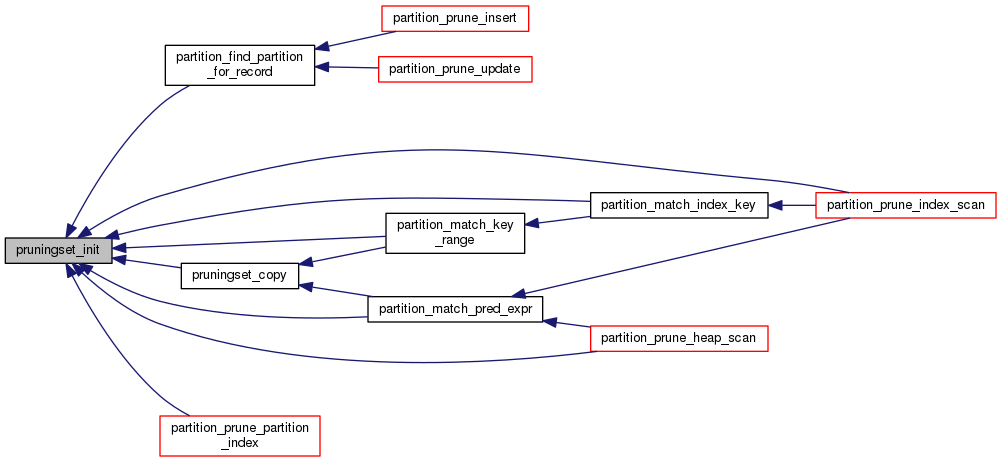 partition_prune_insert
partition_find_partition
_for_record
partition_prune_update
partition_match_index_key
partition_prune_index_scan
partition_match_key
_range
pruningset_init
pruningset_copy
partition_match_pred_expr
partition_prune_heap_scan
partition_prune_partition
_index